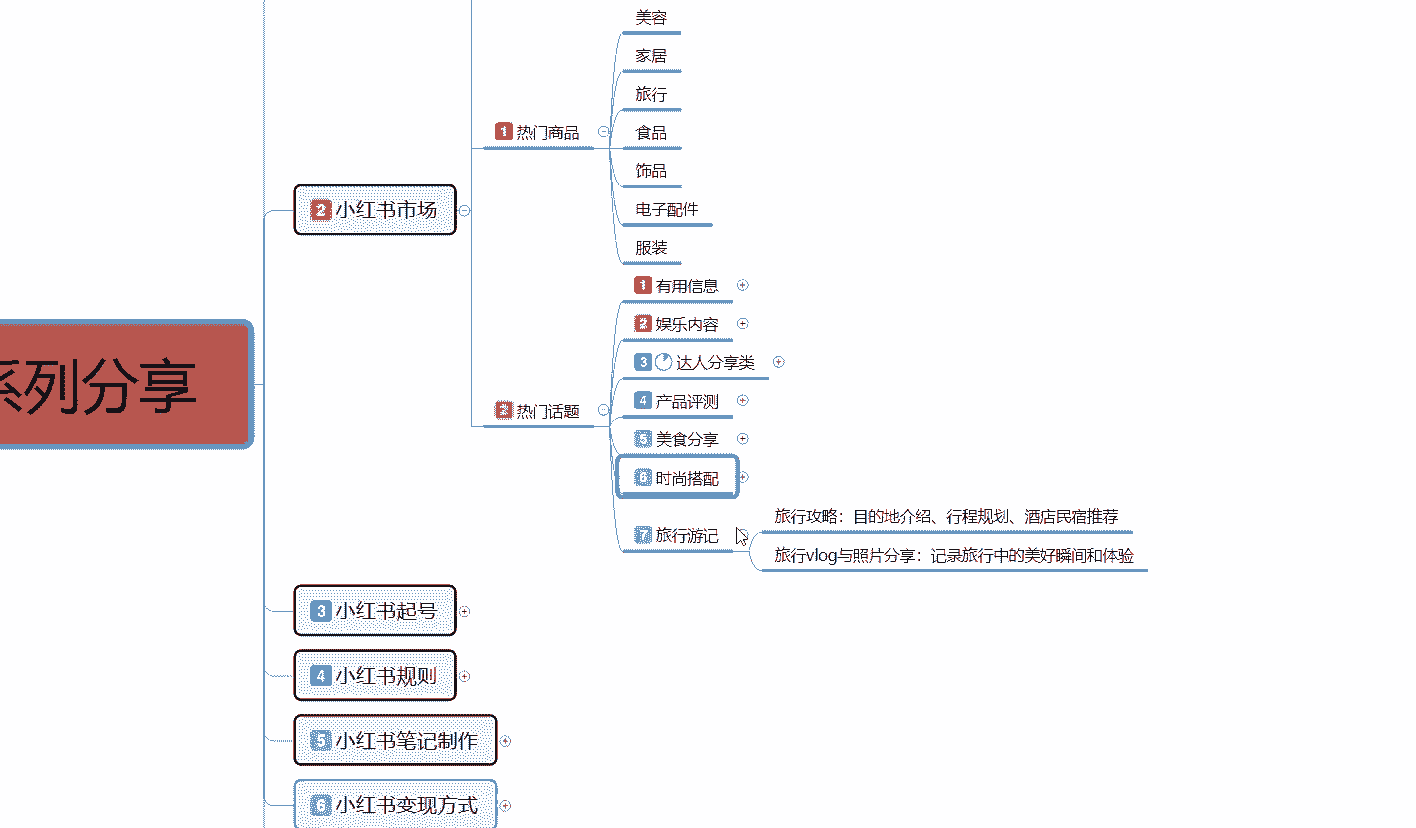 系列分享
2 小红书市场
1 热门商品
美容
家居
旅行
食品
饰品
电子配件
服装
2 热门话题
1 有用信息
2 娱乐内容
3 达人分享类
4 产品评测
5 美食分享
6 时尚搭配
7 旅行游记
旅行攻略：目的地介绍、行程规划、酒店民宿推荐
旅行vlog与照片分享：记录旅行中的美好瞬间和体验
3 小红书起号
4 小红书规则
5 小红书笔记制作
6 小红书变现方式